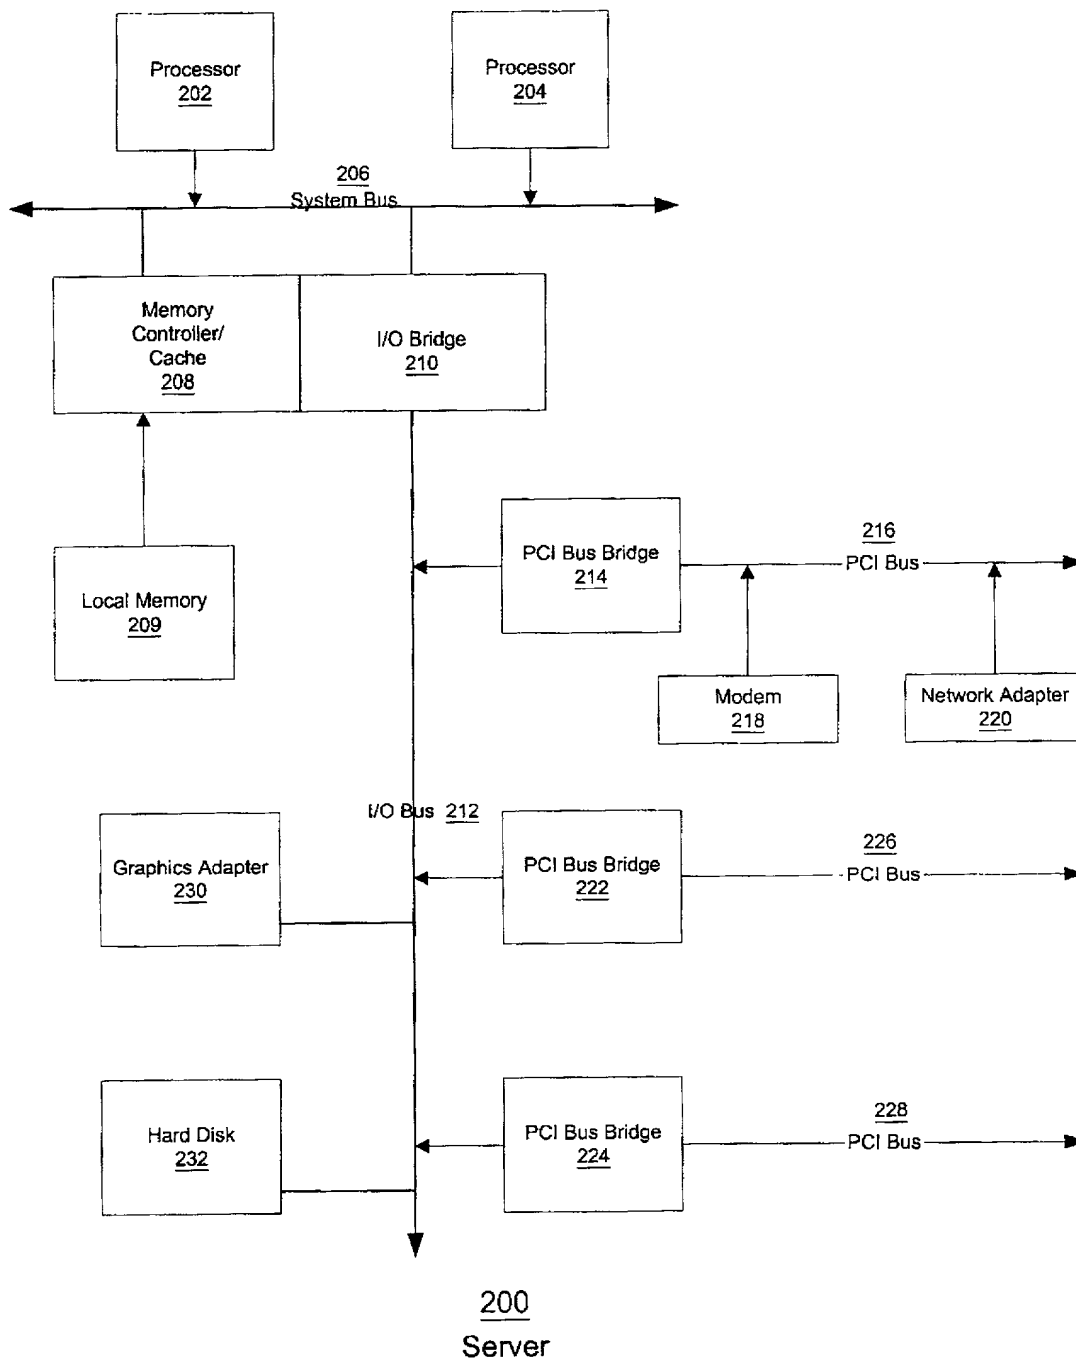 Processor
202
Processor
204
206
System Bus
Memory
Controller/
Cache
208
I/O Bridge
210
Local Memory
209
PCI Bus Bridge
214
216
PCI Bus
Modem
218
Network Adapter
220
I/O Bus 212
Graphics Adapter
230
PCI Bus Bridge
222
226
PCI Bus
Hard Disk
232
PCI Bus Bridge
224
228
PCI Bus
200
Server